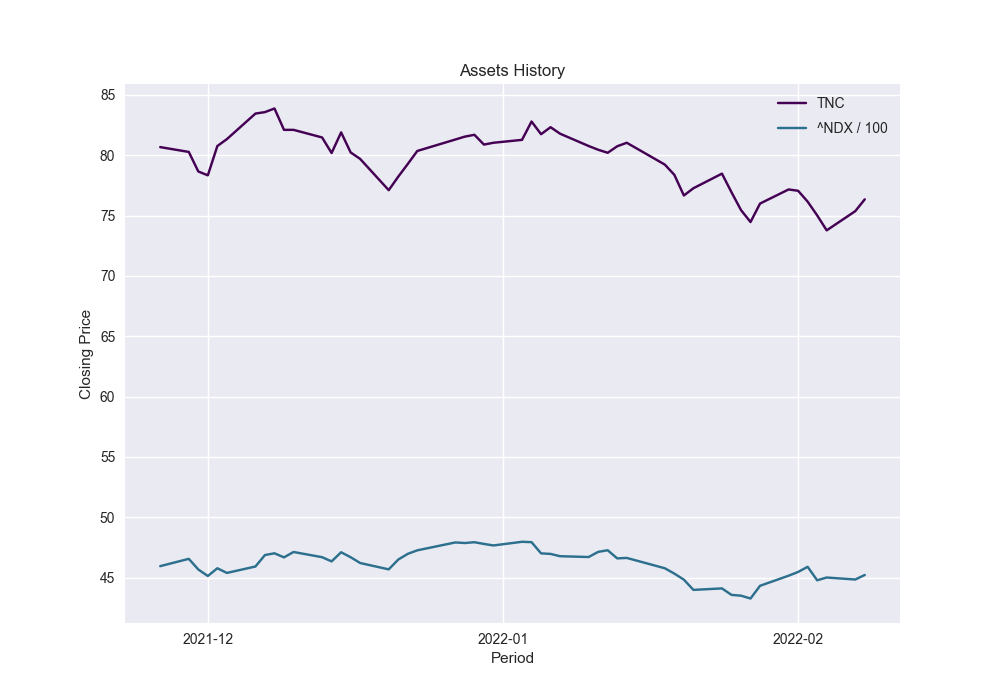 Assets History
TNC
^NDX / 100
85
80
75
70
65
60
55
50
45
Closing Price
2021-12
2022-01
2022-02
Period